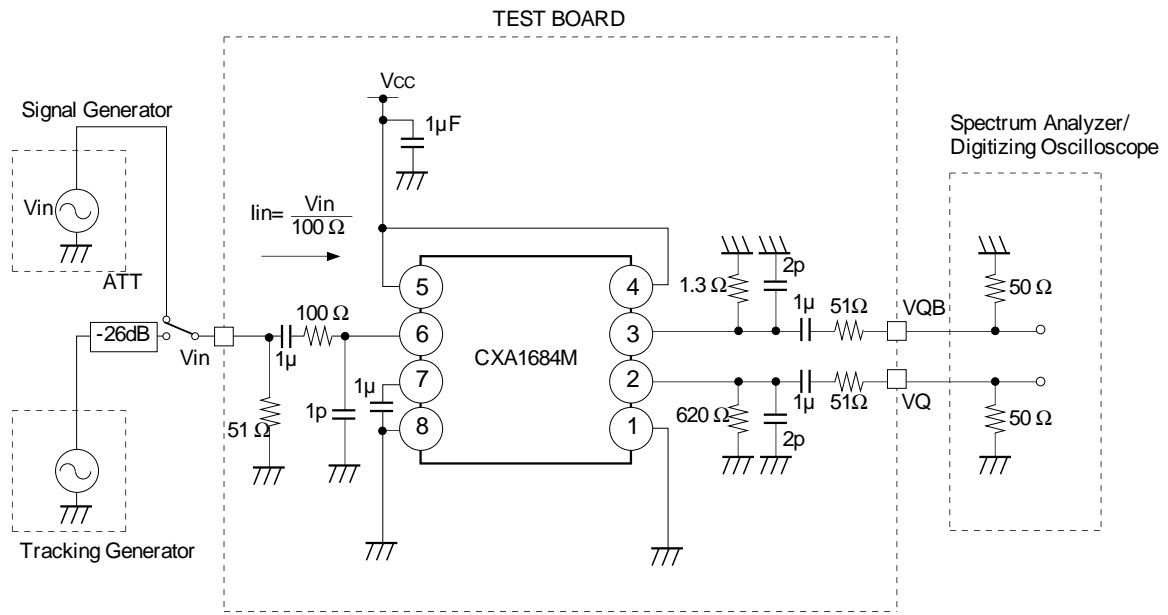 TEST BOARD
Vcc
Signal Generator
1µF
Spectrum Analyzer/
Digitizing Oscilloscope
Vin
Iin= Vin
100 Ω
ATT
2p
5
4
1.3 Ω
1µ
51Ω
VQB
50 Ω
-26dB
100 Ω
6
3
Vin
1µ
CXA1684M
1µ
7
2
1µ
51Ω
VQ
51 Ω
1p
8
1
620 Ω
2p
50 Ω
Tracking Generator